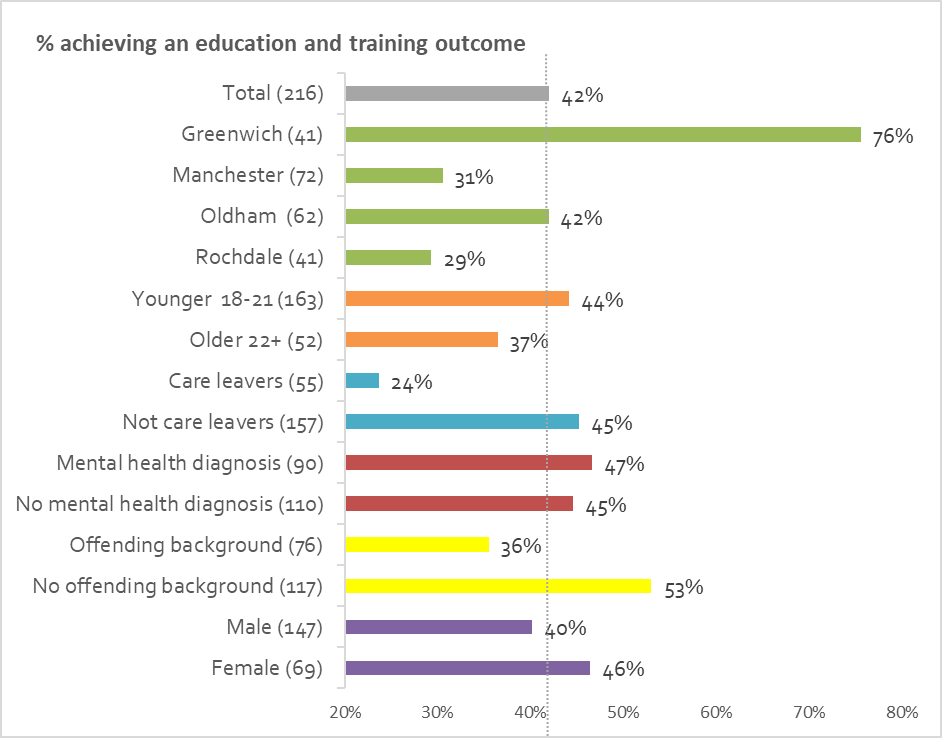 % achieving an education and training outcome
Total (216) 42%
Greenwich (41) 76%
Manchester (72) 31%
Oldham (62) 42%
Rochdale (41) 29%
Younger 18-21 (163) 44%
Older 22+ (52) 37%
Care leavers (55) 24%
Not care leavers (157) 45%
Mental health diagnosis (90) 47%
No mental health diagnosis (110) 45%
Offending background (76) 36%
No offending background (117) 53%
Male (147) 40%
Female (69) 46%
20% 30% 40% 50% 60% 70% 80%